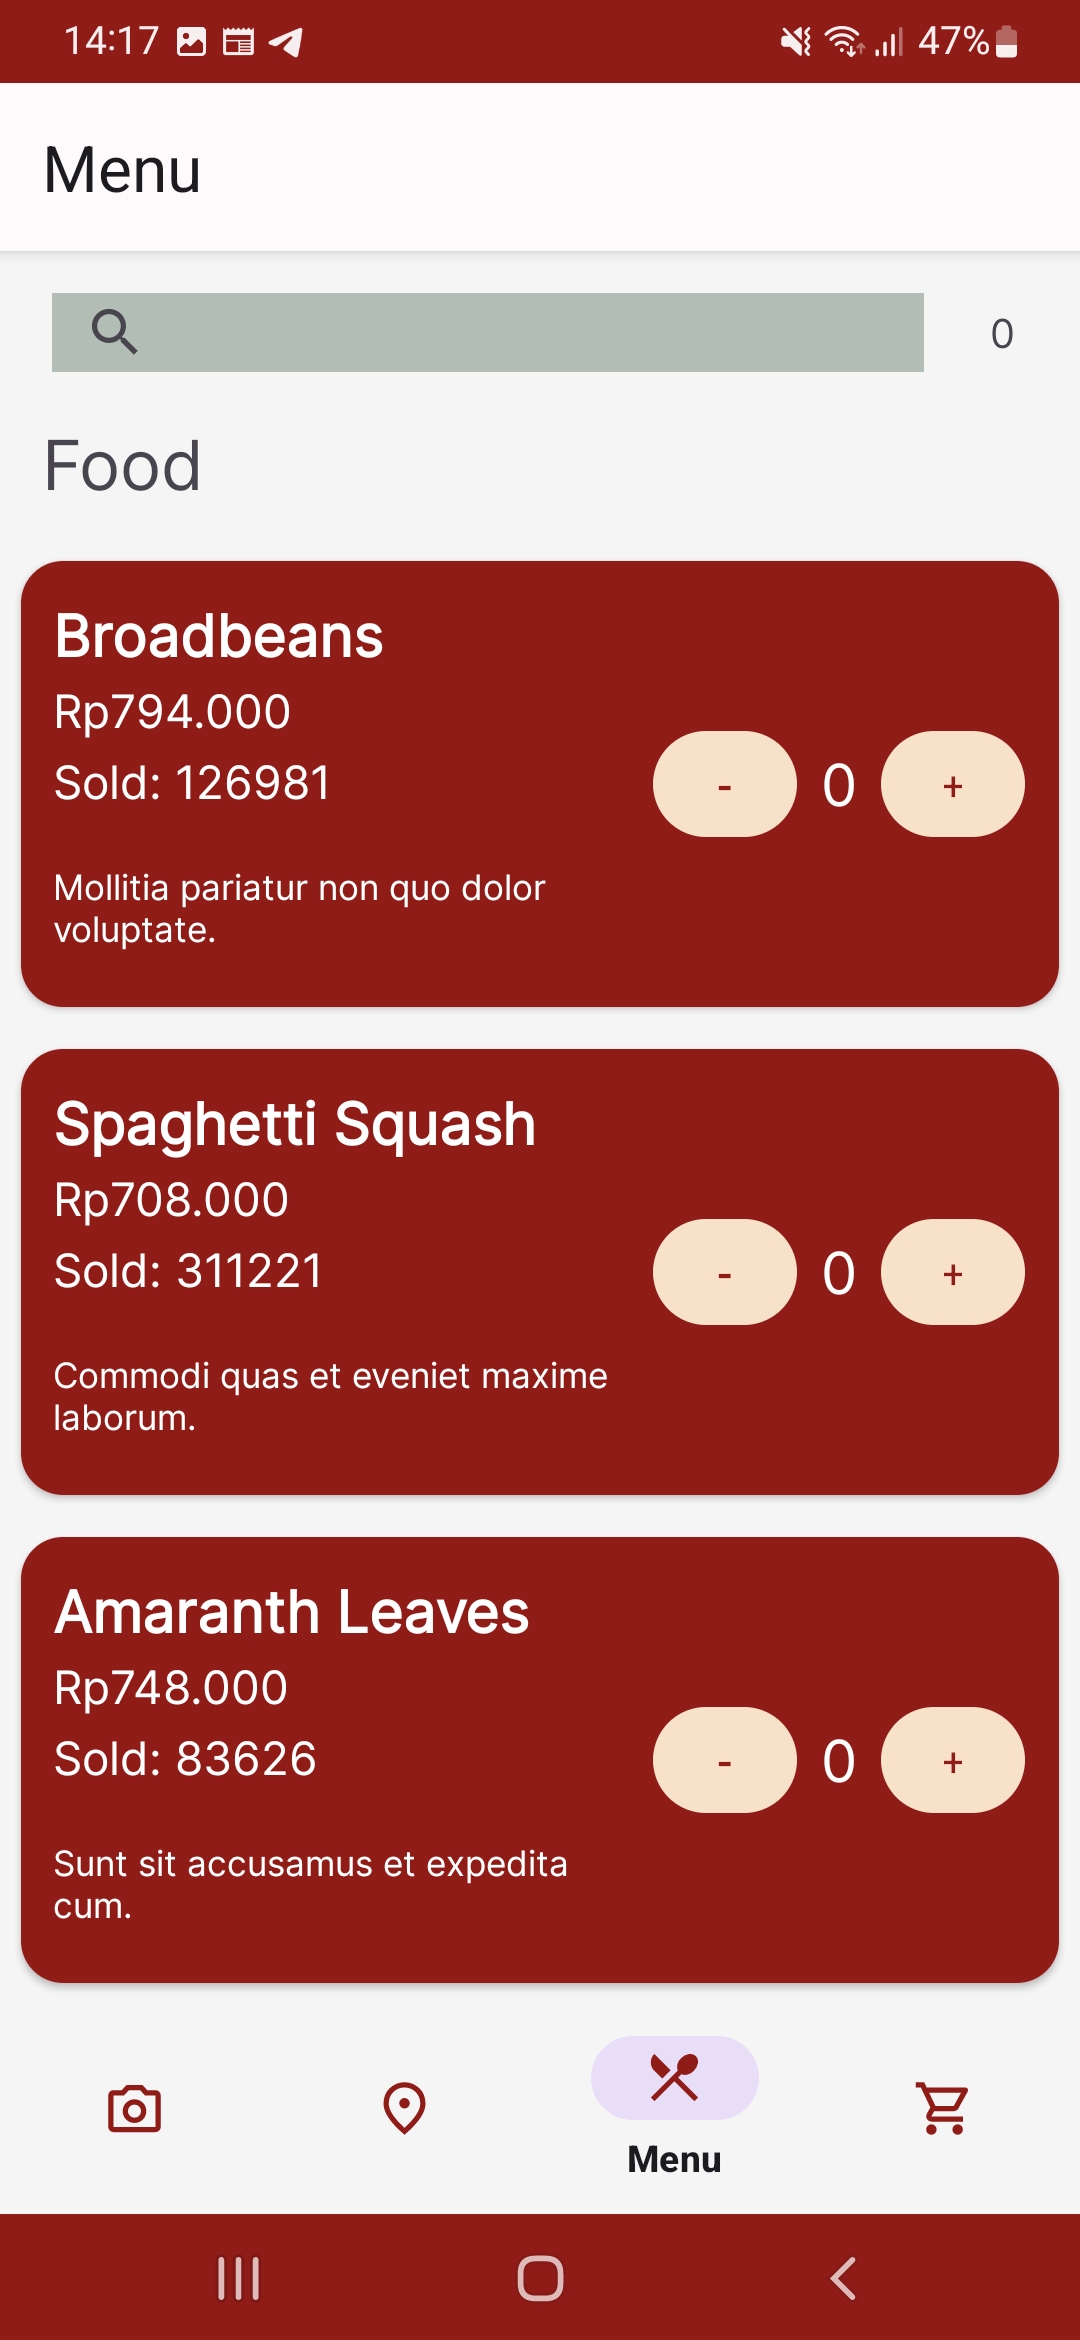 14:17 47%
Menu
0
Food
Broadbeans
Rp794.000
Sold: 126981
- 0 +
Mollitia pariatur non quo dolor
voluptate.
Spaghetti Squash
Rp708.000
Sold: 311221
- 0 +
Commodi quas et eveniet maxime
laborum.
Amaranth Leaves
Rp748.000
Sold: 83626
- 0 +
Sunt sit accusamus et expedita
cum.
Menu